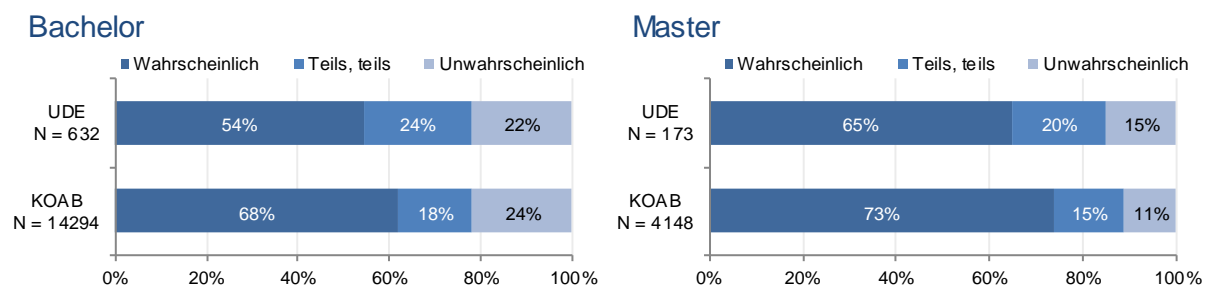 Bachelor
Wahrscheinlich Teils, teils Unwahrscheinlich
UDE
N = 632
54% 24% 22%
KOAB
N = 14294
68% 18% 24%
0% 20% 40% 60% 80% 100%
Master
Wahrscheinlich Teils, teils Unwahrscheinlich
UDE
N = 173
65% 20% 15%
KOAB
N = 4148
73% 15% 11%
0% 20% 40% 60% 80% 100%